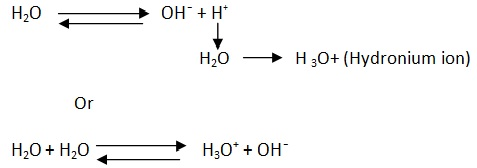 H₂O ⇌ OH⁻ + H⁺
↓
H₂O → H ₃O+ (Hydronium ion)
Or
H₂O + H₂O ⇌ H₃O⁺ + OH⁻